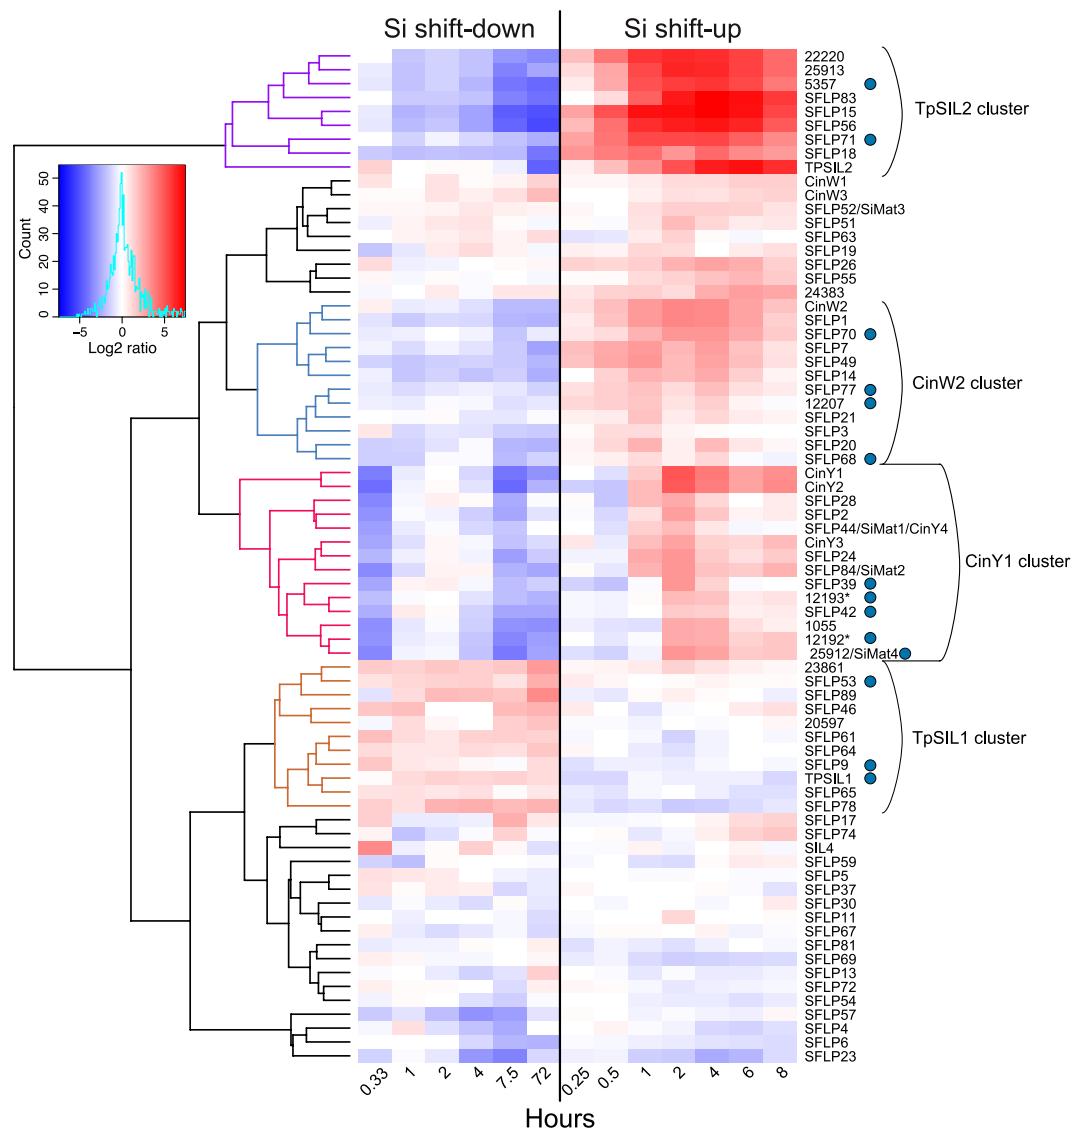 Si shift-down
Si shift-up
22220
25913
5357
SFLP83
SFLP15
SFLP56
SFLP71
SFLP18
TPSIL2
TpSIL2 cluster
CinW1
CinW3
SFLP52/SiMat3
SFLP51
SFLP63
SFLP19
SFLP26
SFLP55
24383
50
40
30
20
10
0
Count
−5
0
5
Log2 ratio
CinW2
SFLP1
SFLP70
SFLP7
SFLP49
SFLP14
SFLP77
12207
SFLP21
SFLP3
SFLP20
SFLP68
CinW2 cluster
CinY1
CinY2
SFLP28
SFLP2
SFLP44/SiMat1/CinY4
CinY3
SFLP24
SFLP84/SiMat2
SFLP39
12193*
SFLP42
1055
12192*
25912/SiMat4
CinY1 cluster
23861
SFLP53
SFLP89
SFLP46
20597
SFLP61
SFLP64
SFLP9
TPSIL1
SFLP65
SFLP78
TpSIL1 cluster
SFLP17
SFLP74
SIL4
SFLP59
SFLP5
SFLP37
SFLP30
SFLP11
SFLP67
SFLP81
SFLP69
SFLP13
SFLP72
SFLP54
SFLP57
SFLP4
SFLP6
SFLP23
0.33 1 2 4 7.5 72 0.25 0.5 1 2 4 6 8
Hours